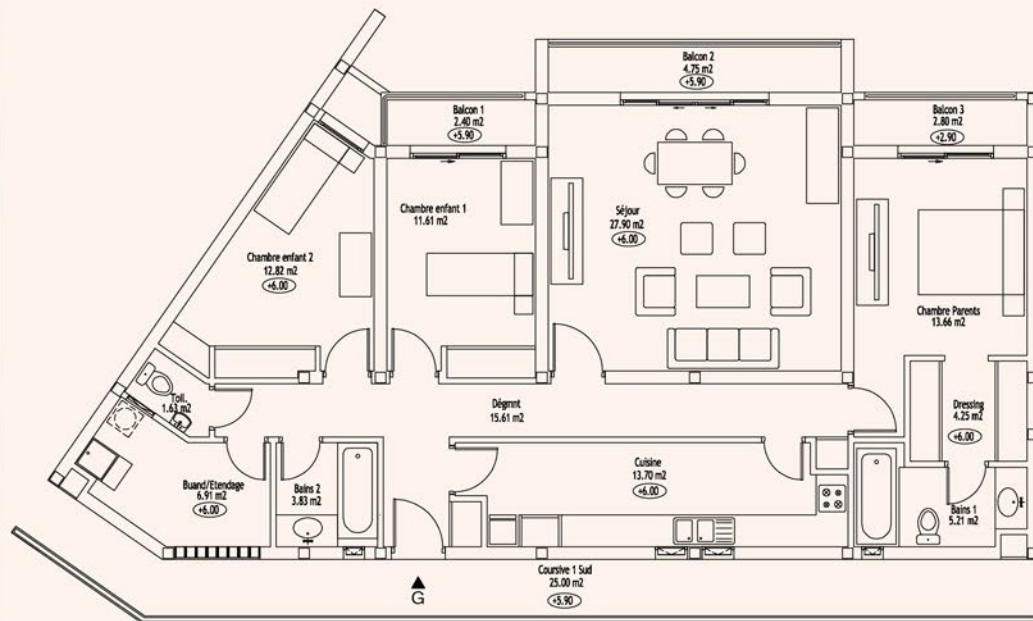 Balcon 2
4.75 m2
+5.90
Balcon 1
2.40 m2
+5.90
Balcon 3
2.80 m2
+2.90
Chambre enfant 1
11.61 m2
Séjour
27.90 m2
+6.00
Chambre enfant 2
12.82 m2
+6.00
Chambre Parents
13.66 m2
Toil.
1.63 m2
Dégmnt
15.61 m2
Dressing
4.25 m2
+6.00
Buand/Etendage
6.91 m2
+6.00
Bains 2
3.83 m2
Cuisine
13.70 m2
+6.00
Bains 1
5.21 m2
Coursive 1 Sud
25.00 m2
+5.90
G